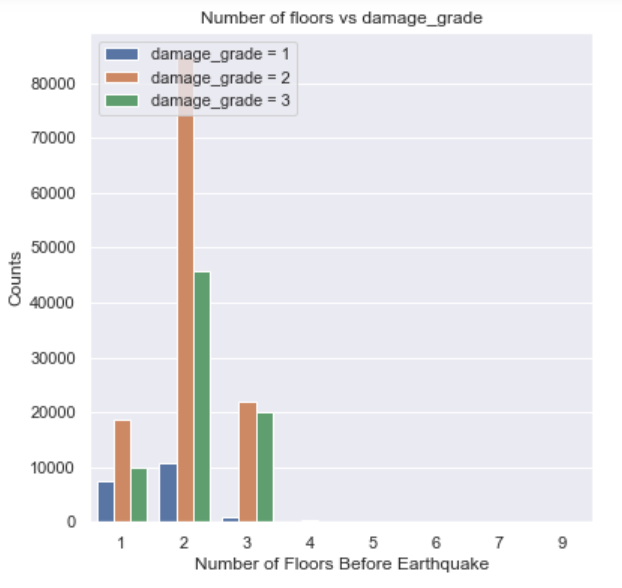 Number of floors vs damage_grade
damage_grade = 1
damage_grade = 2
damage_grade = 3
80000
70000
60000
50000
40000
30000
20000
10000
0
Counts
1 2 3 4 5 6 7 9
Number of Floors Before Earthquake